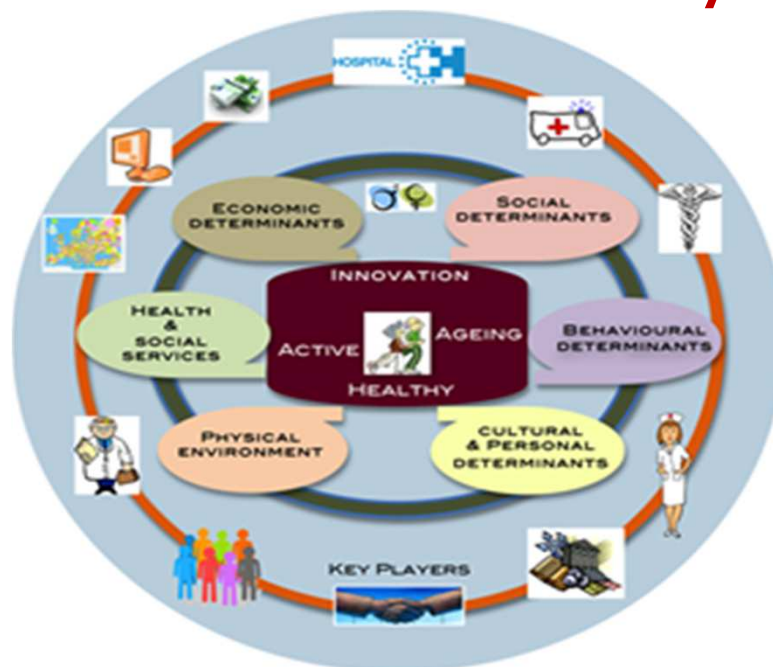 HOSPITAL
ECONOMIC
DETERMINANTS
SOCIAL
DETERMINANTS
INNOVATION
HEALTH
&
SOCIAL
SERVICES
ACTIVE
AGEING
HEALTHY
BEHAVIOURAL
DETERMINANTS
PHYSICAL
ENVIRONMENT
CULTURAL
& PERSONAL
DETERMINANTS
KEY PLAYERS